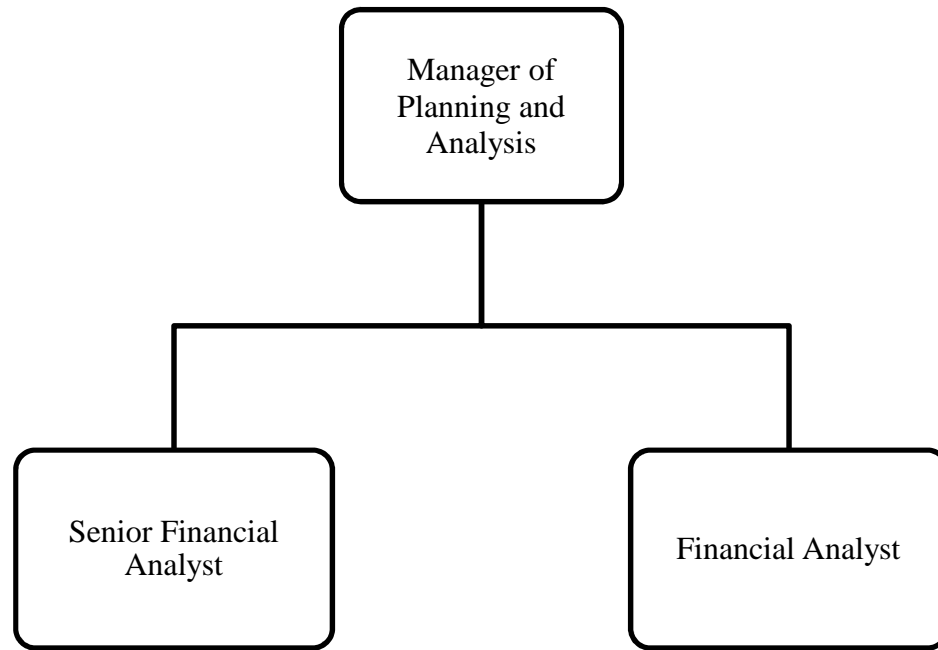 Manager of
Planning and
Analysis
Senior Financial
Analyst
Financial Analyst